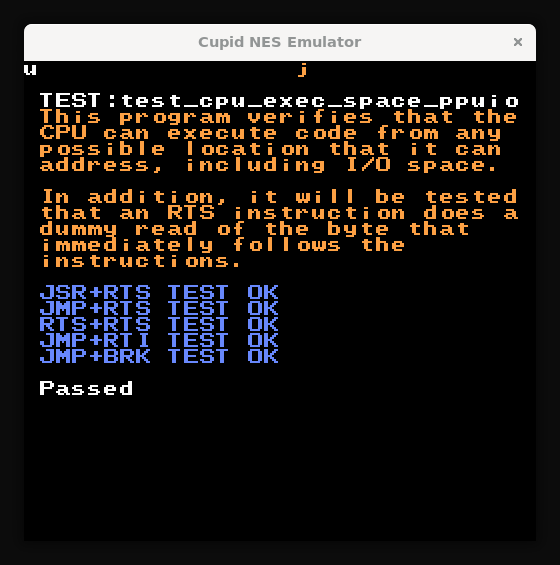 Cupid NES Emulator
u j
TEST:test_cpu_exec_space_ppuio
This program verifies that the
CPU can execute code from any
possible location that it can
address, including I/O space.
In addition, it will be tested
that an RTS instruction does a
dummy read of the byte that
immediately follows the
instructions.
JSR+RTS TEST OK
JMP+RTS TEST OK
RTS+RTS TEST OK
JMP+RTI TEST OK
JMP+BRK TEST OK
Passed